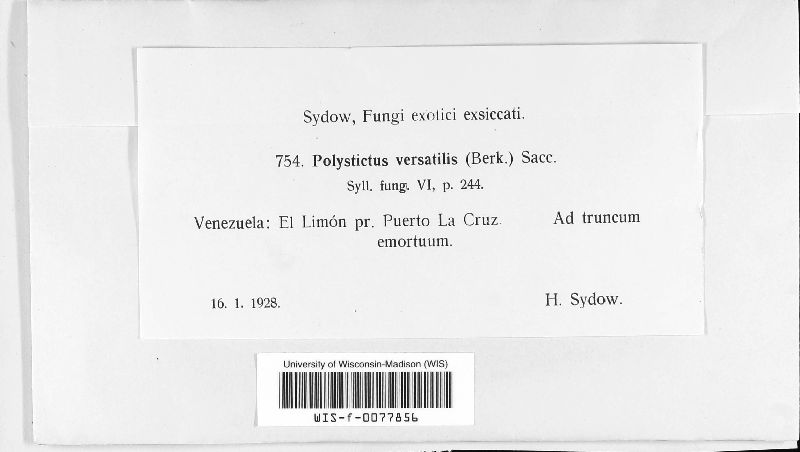 Sydow, Fungi exotici exsiccati.
754. Polystictus versatilis (Berk.) Sacc.
Syll. fung. VI, p. 244.
Venezuela: El Limón pr. Puerto La Cruz. Ad truncum
emortuum.
16. 1. 1928. H. Sydow.
University of Wisconsin-Madison (WIS)
WIS-f-0077856